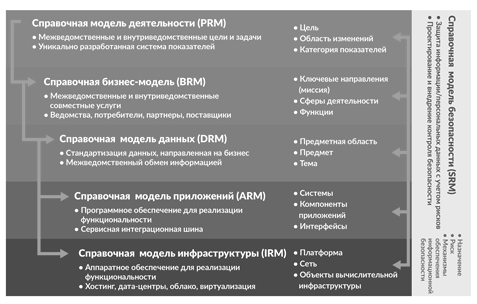 Справочная модель деятельности (PRM)
• Межведомственные и внутриведомственные цели и задачи
• Уникально разработанная система показателей
• Цель
• Область изменений
• Категория показателей
Справочная бизнес-модель (BRM)
• Межведомственные и внутриведомственные
совместные услуги
• Ведомства, потребители, партнеры, поставщики
• Ключевые направления
(миссия)
• Сферы деятельности
• Функции
Справочная модель данных (DRM)
• Стандартизация данных, направленная на бизнес
• Межведомственный обмен информацией
• Предметная область
• Предмет
• Тема
Справочная модель приложений (ARM)
• Программное обеспечение для реализации
функциональности
• Сервисная интеграционная шина
• Системы
• Компоненты
приложений
• Интерфейсы
Справочная модель инфраструктуры (IRM)
• Аппаратное обеспечение для реализации
функциональности
• Хостинг, дата-центры, облако, виртуализация
• Платформа
• Сеть
• Объекты вычислительной
инфраструктуры
Справочная модель безопасности (SRM)
• Защита информации/персональных данных с учетом рисков
• Проектирование и внедрение контроля безопасности
• Назначение
• Риск
• Механизмы
обеспечения
информационной
безопасности